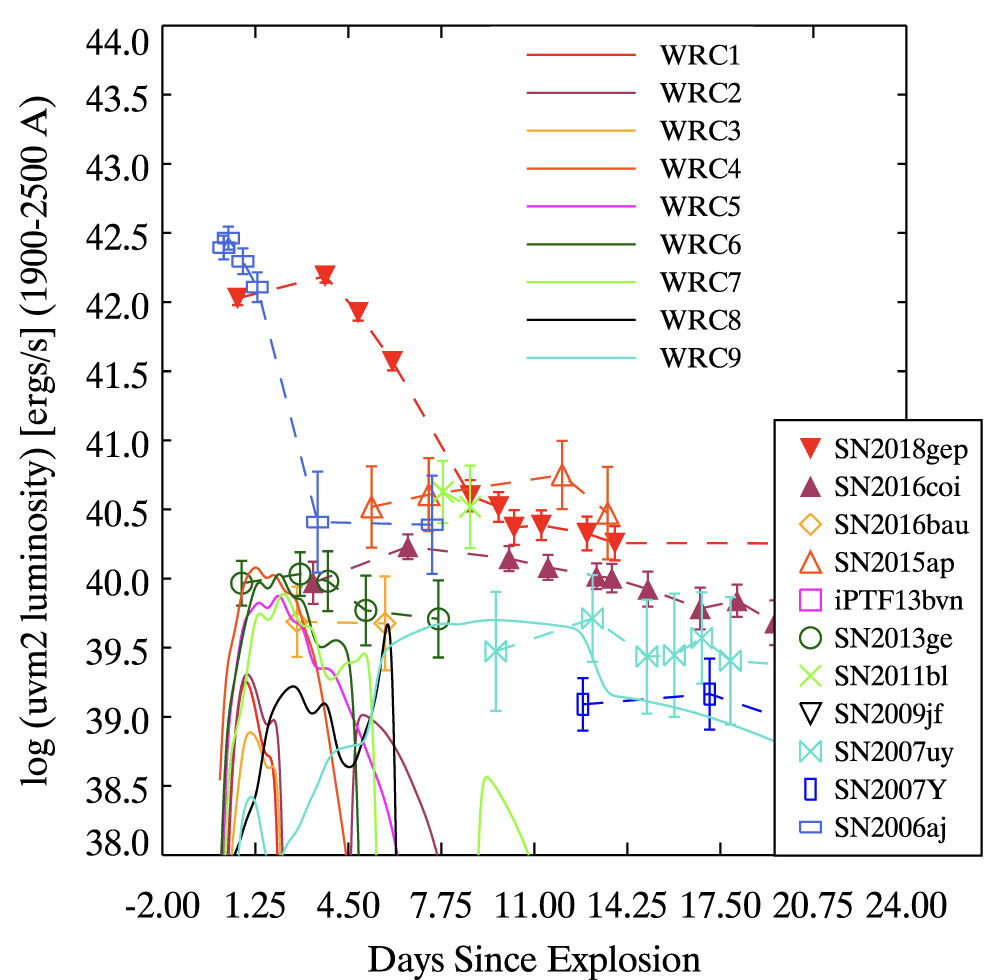 log (uvm2 luminosity) [ergs/s] (1900-2500 A)
44.0
43.5
43.0
42.5
42.0
41.5
41.0
40.5
40.0
39.5
39.0
38.5
38.0
WRC1
WRC2
WRC3
WRC4
WRC5
WRC6
WRC7
WRC8
WRC9
SN2018gep
SN2016coi
SN2016bau
SN2015ap
iPTF13bvn
SN2013ge
SN2011bl
SN2009jf
SN2007uy
SN2007Y
SN2006aj
-2.00 1.25 4.50 7.75 11.00 14.25 17.50 20.75 24.00
Days Since Explosion